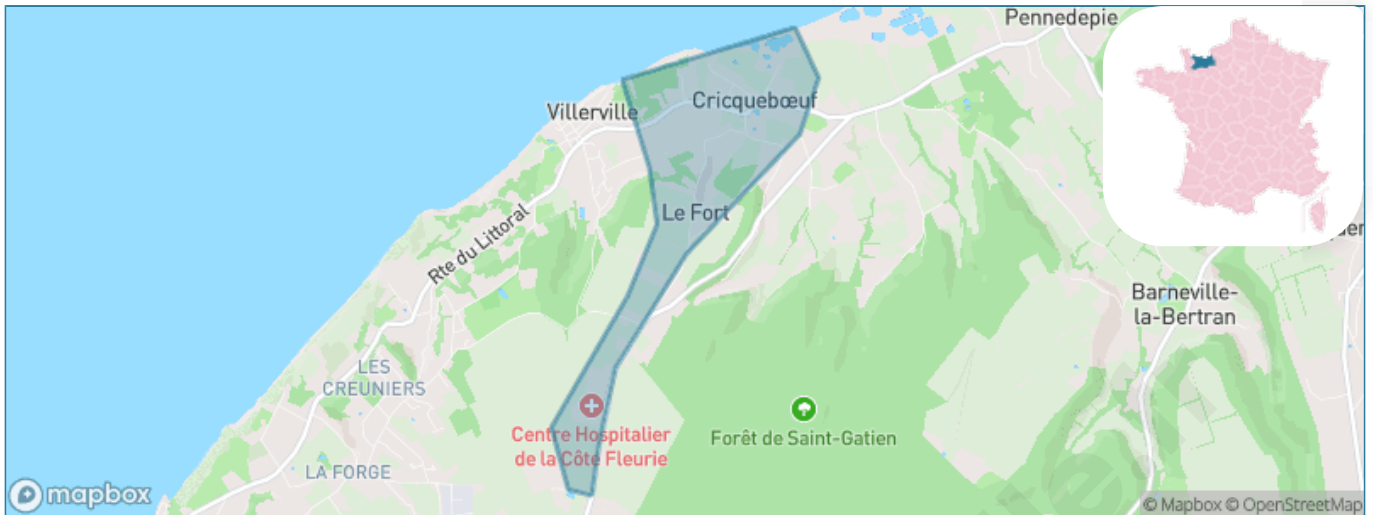 Pennedepie
Cricquebœuf
Villerville
Le Fort
Rte du Littoral
Barneville-
la-Bertran
LES
CREUNIERS
Centre Hospitalier
de la Côte Fleurie
Forêt de Saint-Gatien
LA FORGE
mapbox
© Mapbox © OpenStreetMap